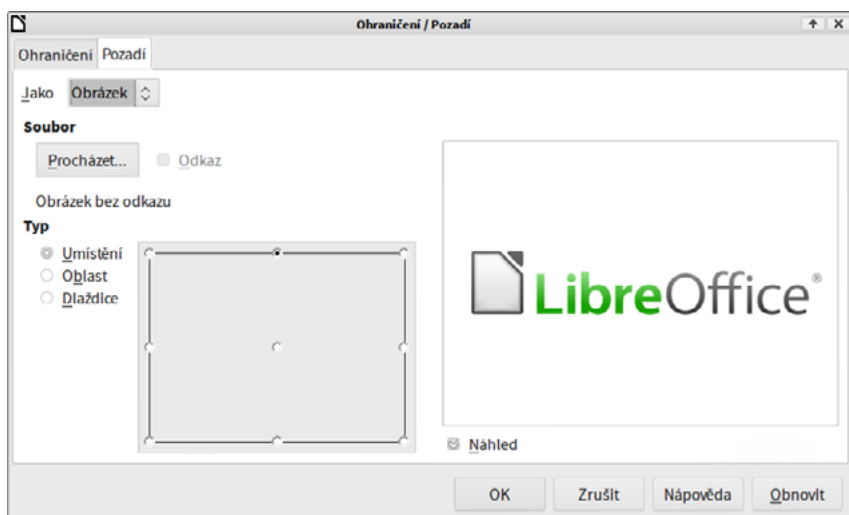 Ohraničení / Pozadí
Ohraničení Pozadí
Jako Obrázek
Soubor
Procházet... Odkaz
Obrázek bez odkazu
Typ
Umístění
Oblast
Dlaždice
LibreOffice®
Náhled
OK Zrušit Nápověda Obnovit